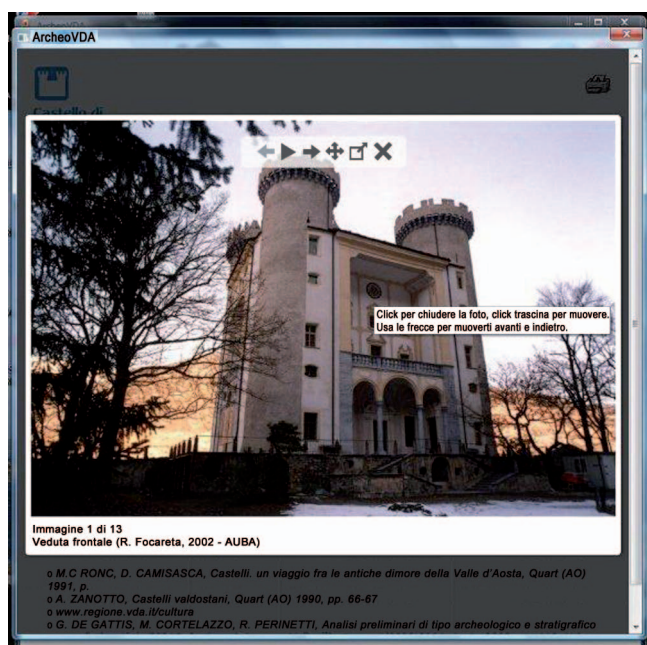 ArcheoVDA
ArcheoVDA
Castello di
Click per chiudere la foto, click trascina per muovere.
Usa le frecce per muoverti avanti e indietro.
Immagine 1 di 13
Veduta frontale (R. Focareta, 2002 - AUBA)
o M.C RONC, D. CAMISASCA, Castelli. un viaggio fra le antiche dimore della Valle d'Aosta, Quart (AO)
1991, p.
o A. ZANOTTO, Castelli valdostani, Quart (AO) 1990, pp. 66-67
o www.regione.vda.it/cultura
o G. DE GATTIS, M. CORTELAZZO, R. PERINETTI, Analisi preliminari di tipo archeologico e stratigrafico